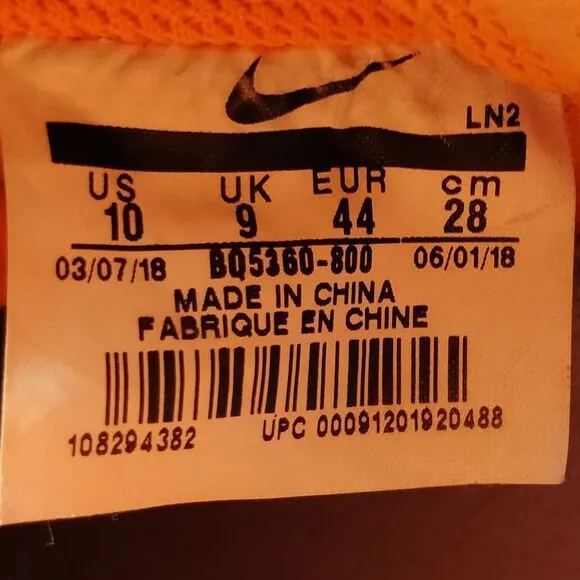 LN2
US UK EUR cm
10 9 44 28
03/07/18 BQ5360-800 06/01/18
MADE IN CHINA
FABRIQUE EN CHINE
108294382 UPC 00091201920488